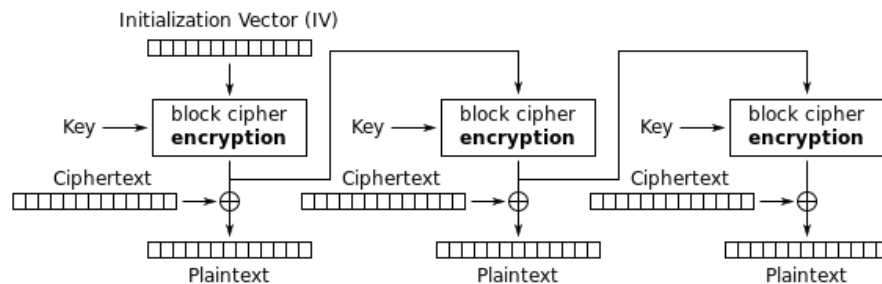 Initialization Vector (IV)
Key
block cipher
encryption
Key
block cipher
encryption
Key
block cipher
encryption
Ciphertext
Ciphertext
Ciphertext
Plaintext
Plaintext
Plaintext